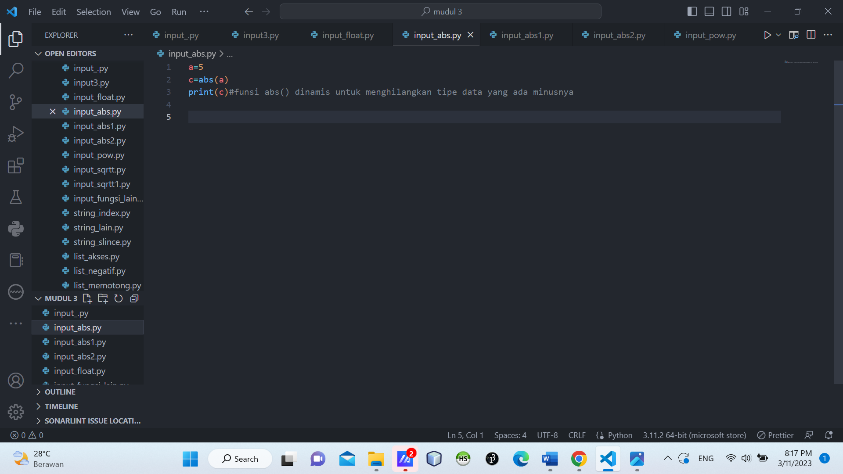 File Edit Selection View Go Run ···
mudul 3
EXPLORER ···
input_.py input3.py input_float.py input_abs.py input_abs1.py input_abs2.py input_pow.py
OPEN EDITORS
input_abs.py > ...
input_.py
input3.py
input_float.py
input_abs.py
input_abs1.py
input_abs2.py
input_pow.py
input_sqrtt.py
input_sqrtt1.py
input_fungsi_lain...
string_index.py
string_lain.py
string_slince.py
list_akses.py
list_negatif.py
list_memotong.py
1 a=5
2 c=abs(a)
3 print(c)#funsi abs() dinamis untuk menghilangkan tipe data yang ada minusnya
4
5
MUDUL 3
input_.py
input_abs.py
input_abs1.py
input_abs2.py
input_float.py
input_fungsi_lain.py
OUTLINE
TIMELINE
SONARLINT ISSUE LOCATI...
0 0
Ln 5, Col 1 Spaces: 4 UTF-8 CRLF Python 3.11.2 64-bit (microsoft store) Prettier
28°C
Berawan
Search
2
ENG
8:17 PM
3/11/2023
1